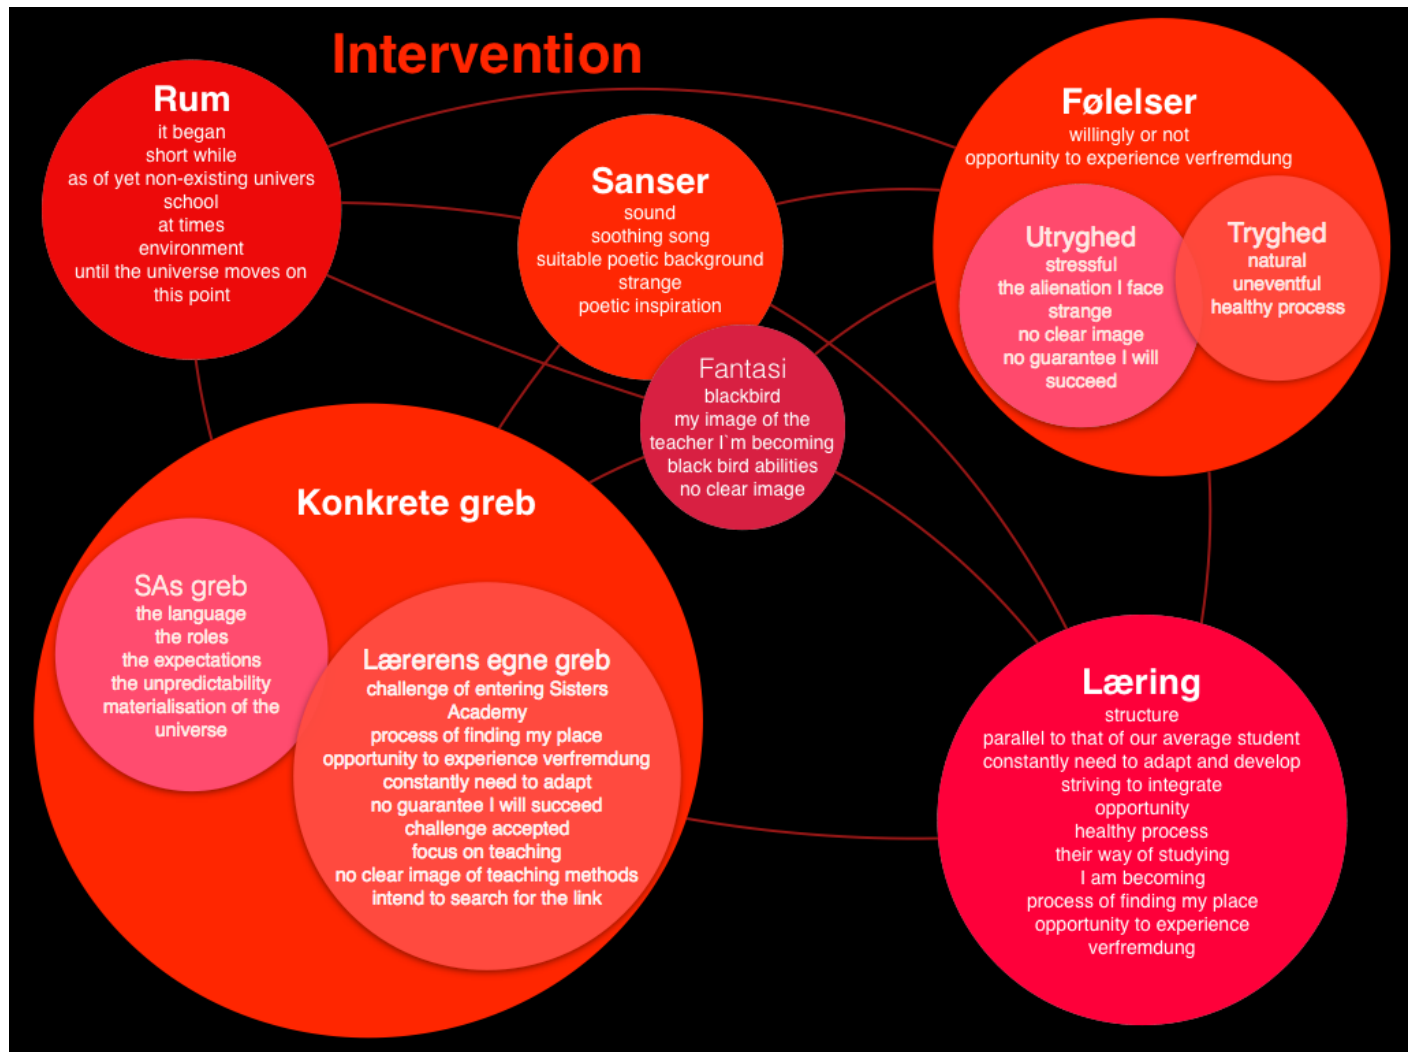 Intervention
Rum
it began
short while
as of yet non-existing univers
school
at times
environment
until the universe moves on
this point
Sanser
sound
soothing song
suitable poetic background
strange
poetic inspiration
Følelser
willingly or not
opportunity to experience verfremdung
Utryghed
stressful
the alienation I face
strange
no clear image
no guarantee I will
succeed
Tryghed
natural
uneventful
healthy process
Fantasi
blackbird
my image of the
teacher I`m becoming
black bird abilities
no clear image
Konkrete greb
SAs greb
the language
the roles
the expectations
the unpredictability
materialisation of the
universe
Lærerens egne greb
challenge of entering Sisters
Academy
process of finding my place
opportunity to experience verfremdung
constantly need to adapt
no guarantee I will succeed
challenge accepted
focus on teaching
no clear image of teaching methods
intend to search for the link
Læring
structure
parallel to that of our average student
constantly need to adapt and develop
striving to integrate
opportunity
healthy process
their way of studying
I am becoming
process of finding my place
opportunity to experience
verfremdung